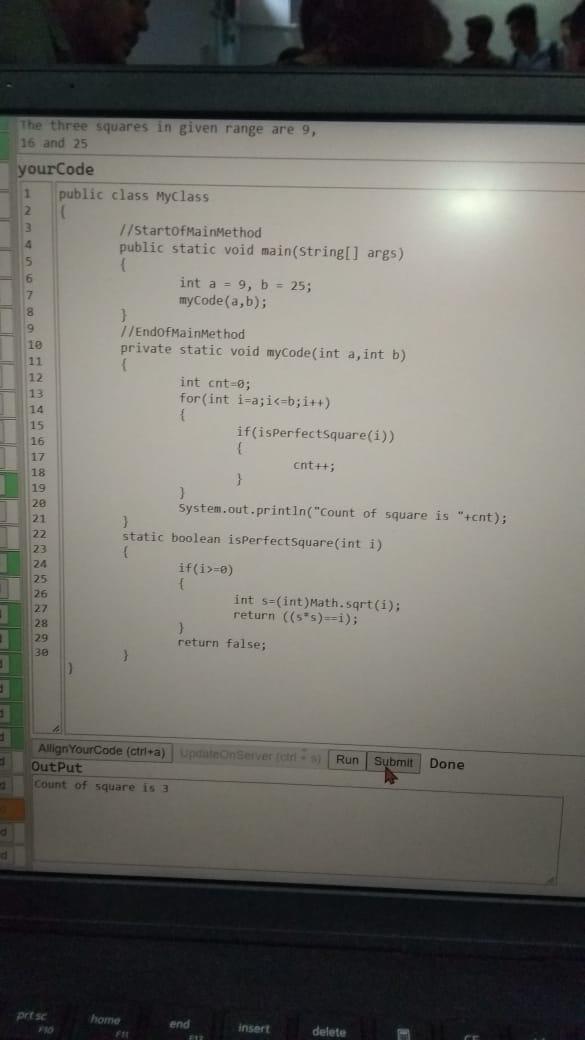 The three squares in given range are 9,
16 and 25
yourCode
1 public class MyClass
2 {
3 //StartOfMainMethod
4 public static void main(String[] args)
5 {
6 int a = 9, b = 25;
7 myCode(a,b);
8 }
9 //EndOfMainMethod
10 private static void myCode(int a,int b)
11 {
12 int cnt=0;
13 for(int i=a;i<=b;i++)
14 {
15 if(isPerfectSquare(i))
16 {
17 cnt++;
18 }
19 }
20 System.out.println("Count of square is "+cnt);
21 }
22 static boolean isPerfectSquare(int i)
23 {
24 if(i>=0)
25 {
26 int s=(int)Math.sqrt(i);
27 return ((s*s)==i);
28 }
29 return false;
30 }
}
AllignYourCode (ctrl+a) UpdateOnServer (ctrl + s) Run Submit Done
OutPut
Count of square is 3
prt sc home end insert delete
F10 F11 F12